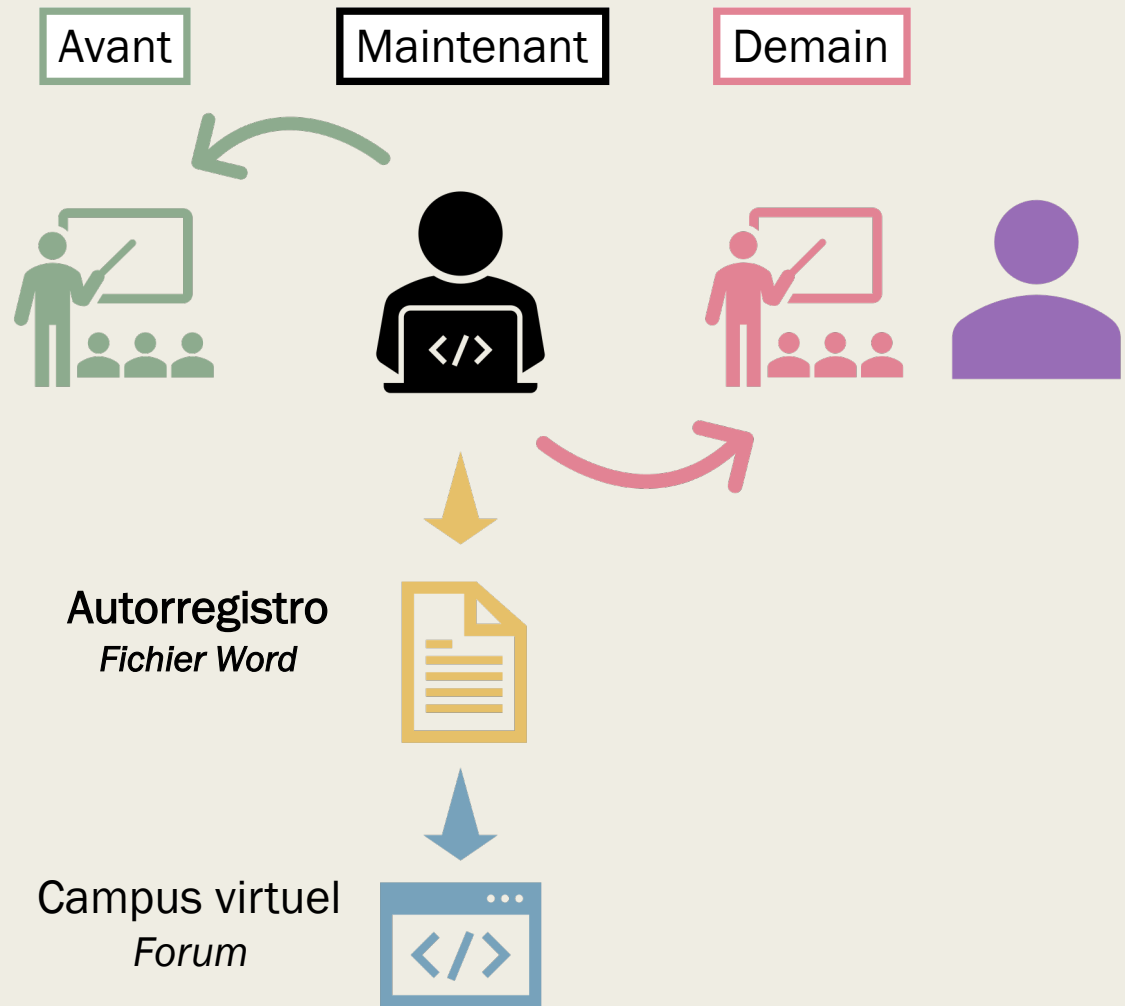 Avant
Maintenant
Demain
</>
Autorregistro
Fichier Word
Campus virtuel
Forum
</>